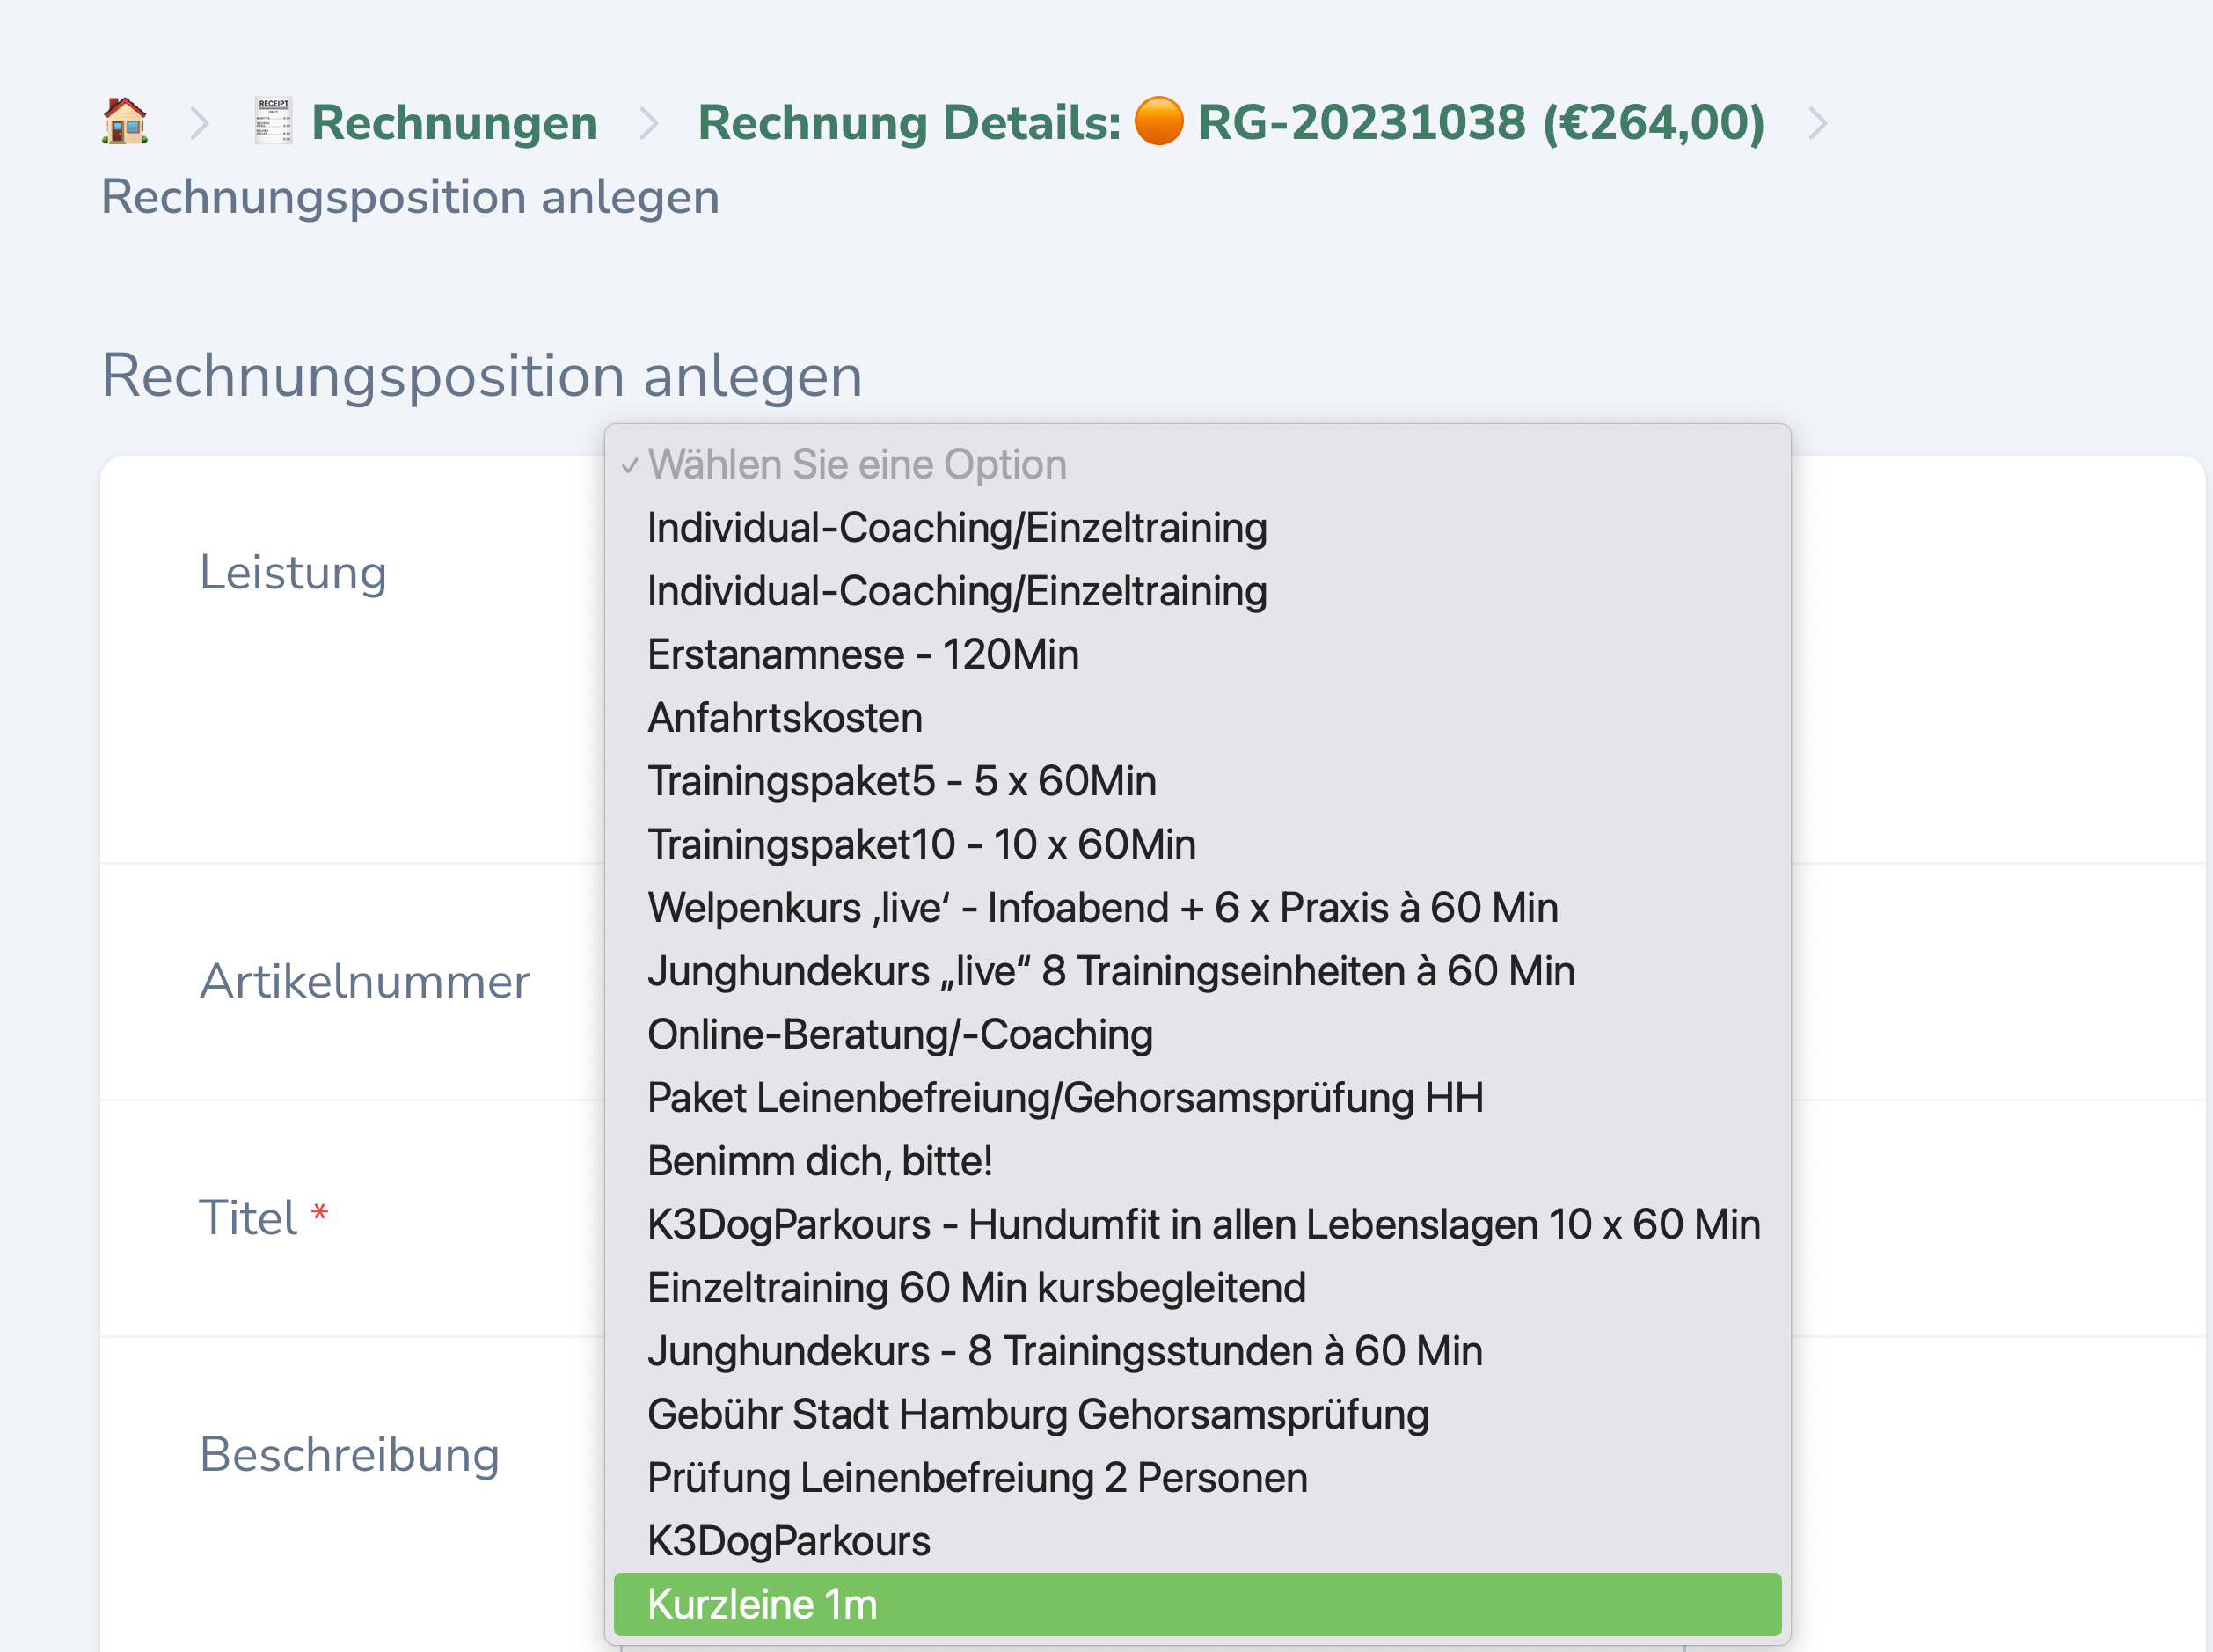 Rechnungen Rechnung Details: RG-20231038 (€264,00)
Rechnungsposition anlegen
Rechnungsposition anlegen
Wählen Sie eine Option
Individual-Coaching/Einzeltraining
Leistung
Individual-Coaching/Einzeltraining
Erstanamnese - 120Min
Anfahrtskosten
Trainingspaket5 - 5 x 60Min
Trainingspaket10 - 10 x 60Min
Welpenkurs ‚live‘ - Infoabend + 6 x Praxis à 60 Min
Artikelnummer
Junghundekurs „live“ 8 Trainingseinheiten à 60 Min
Online-Beratung/-Coaching
Paket Leinenbefreiung/Gehorsamsprüfung HH
Benimm dich, bitte!
Titel *
K3DogParkours - Hundumfit in allen Lebenslagen 10 x 60 Min
Einzeltraining 60 Min kursbegleitend
Junghundekurs - 8 Trainingsstunden à 60 Min
Gebühr Stadt Hamburg Gehorsamsprüfung
Beschreibung
Prüfung Leinenbefreiung 2 Personen
K3DogParkours
Kurzleine 1m